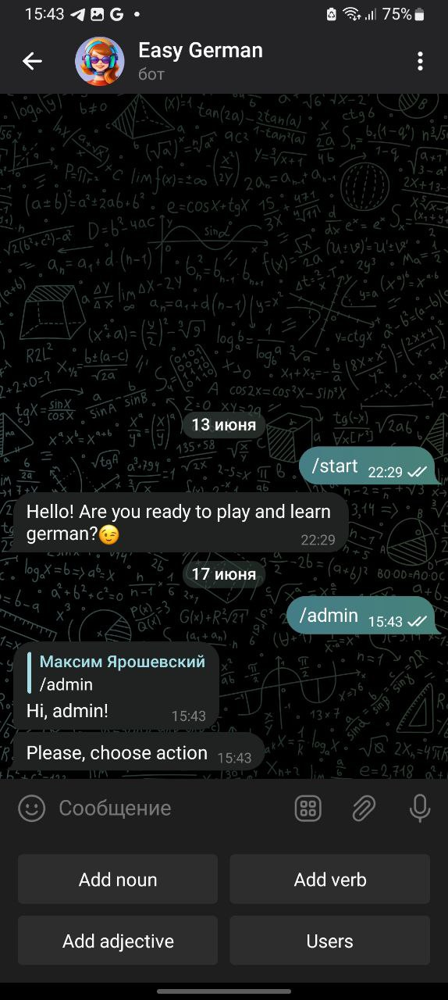 15:43
75%
Easy German
бот
13 июня
/start 22:29
Hello! Are you ready to play and learn
german?😉 22:29
17 июня
/admin 15:43
Максим Ярошевский
/admin
Hi, admin! 15:43
Please, choose action 15:43
Сообщение
Add noun
Add verb
Add adjective
Users